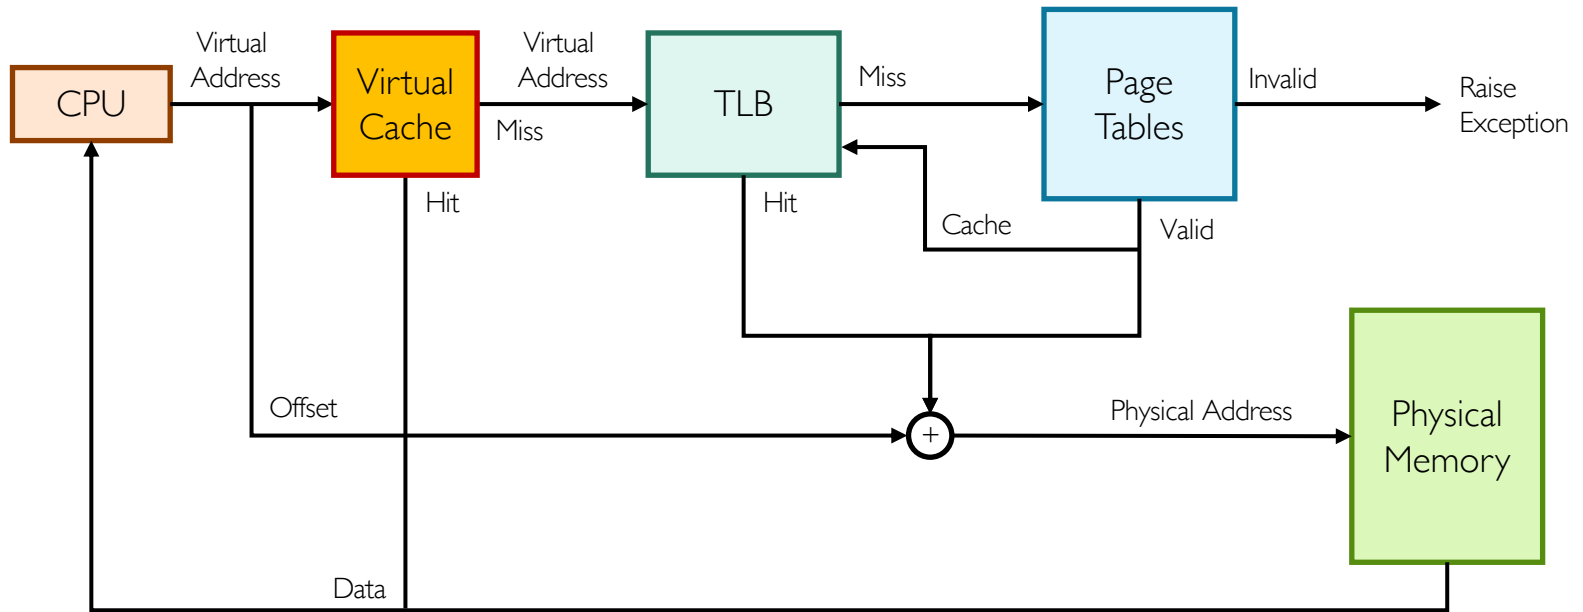 CPU
Virtual
Address
Virtual
Cache
Hit
Virtual
Address
Miss
TLB
Hit
Miss
Cache
Page
Tables
Valid
Invalid
Raise
Exception
Offset
+
Physical Address
Physical
Memory
Data